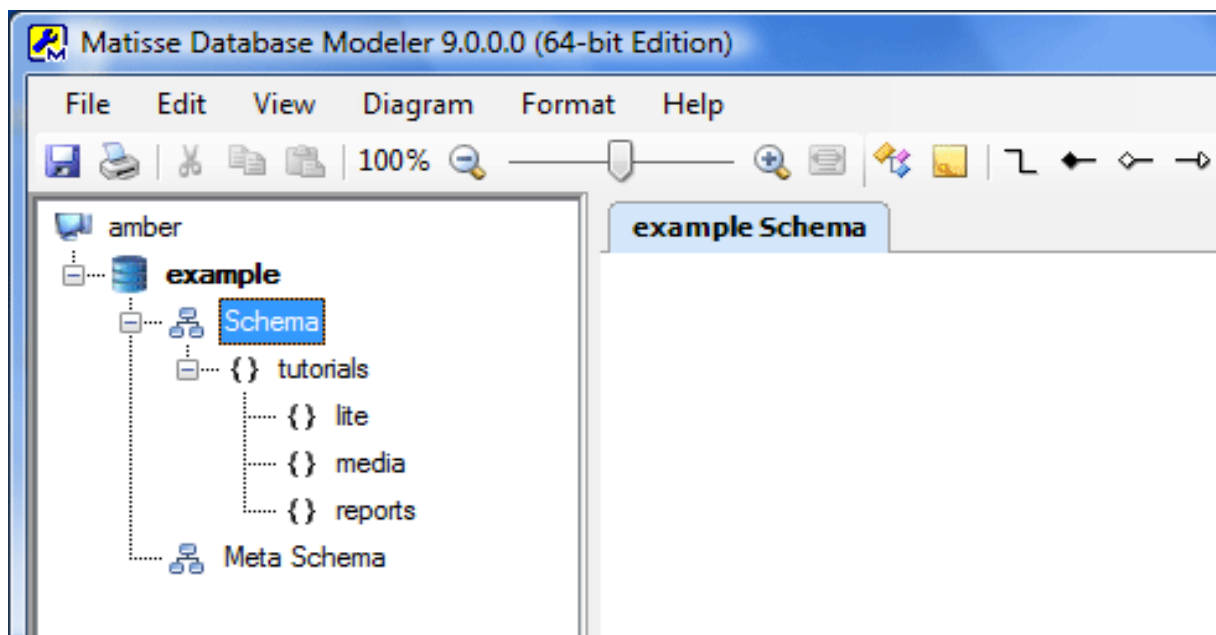 Matisse Database Modeler 9.0.0.0 (64-bit Edition)
File Edit View Diagram Format Help
100%
amber
example Schema
example
Schema
{ } tutorials
{ } lite
{ } media
{ } reports
Meta Schema